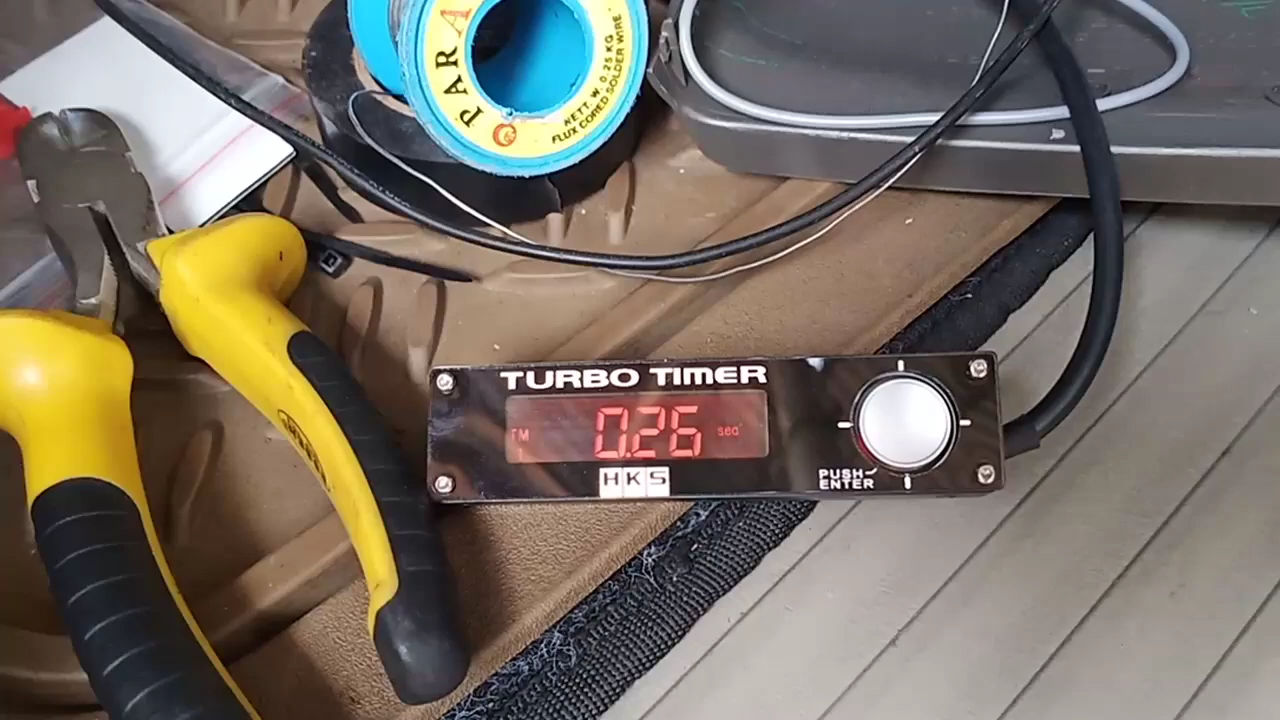 PARA
NETT. W. 0.25 KG
FLUX CORED SOLDER WIRE
TURBO TIMER
TM
0.26
sec
HKS
PUSH
ENTER